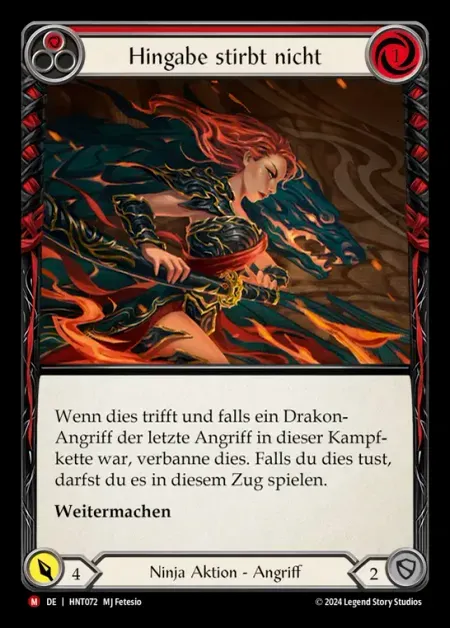 Hingabe stirbt nicht
1
Wenn dies trifft und falls ein Drakon-
Angriff der letzte Angriff in dieser Kampf-
kette war, verbanne dies. Falls du dies tust,
darfst du es in diesem Zug spielen.
Weitermachen
4
Ninja Aktion - Angriff
2
M DE | HNT072 MJ Fetesio
© 2024 Legend Story Studios